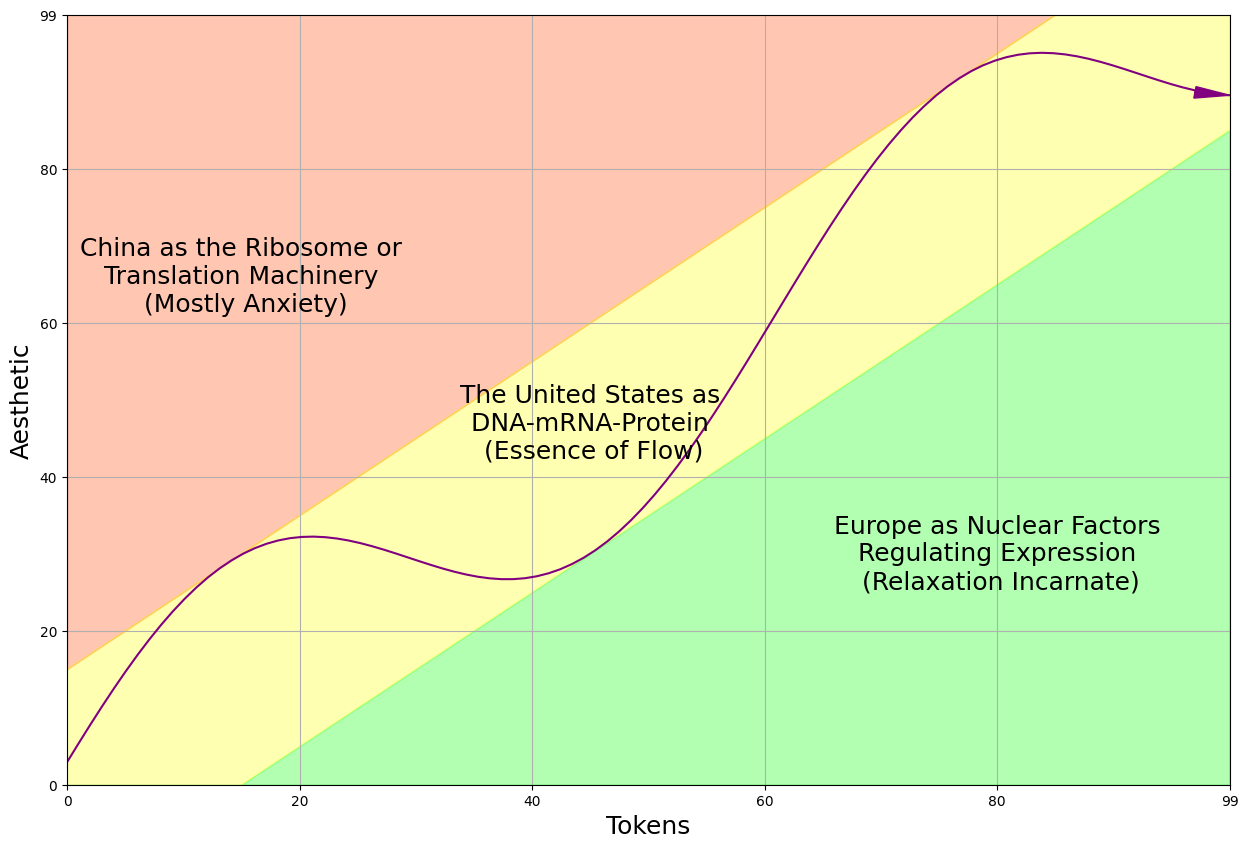 99
80
60
40
20
0
Aesthetic
China as the Ribosome or
Translation Machinery
(Mostly Anxiety)
The United States as
DNA-mRNA-Protein
(Essence of Flow)
Europe as Nuclear Factors
Regulating Expression
(Relaxation Incarnate)
0 20 40 60 80 99
Tokens